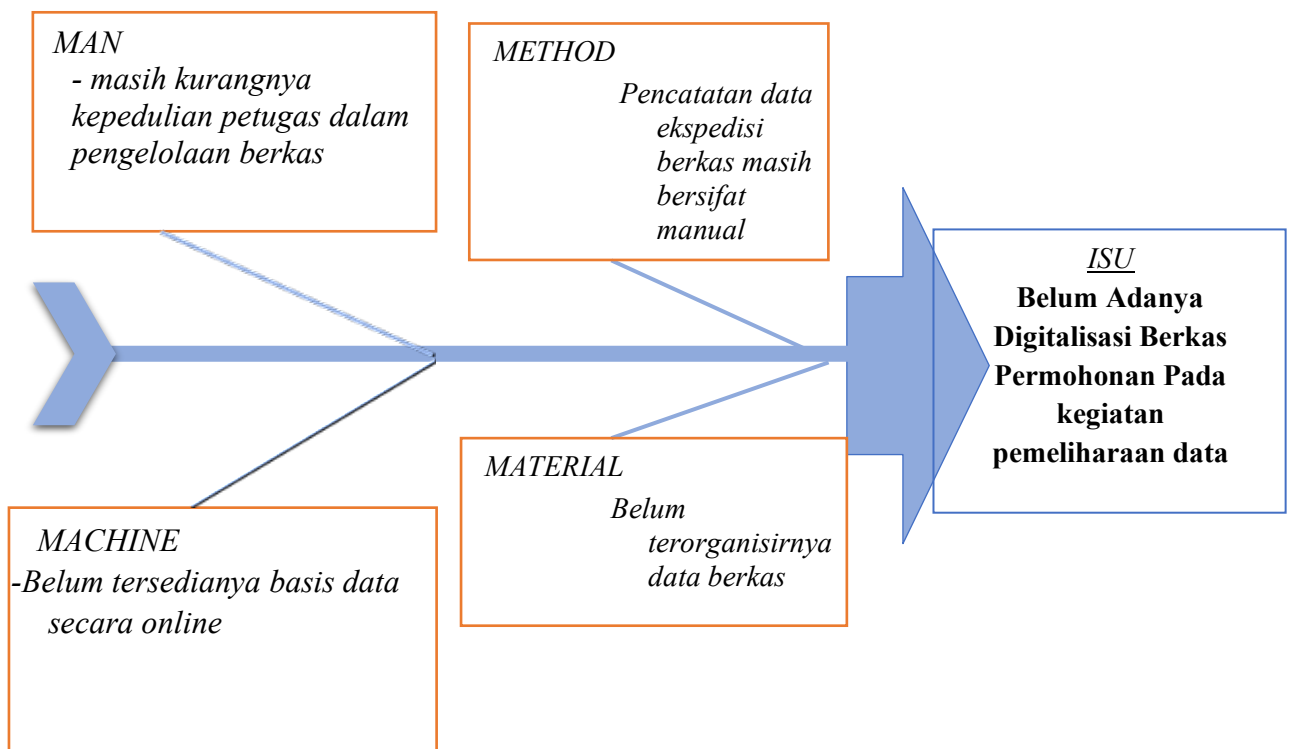 MAN
- masih kurangnya
kepedulian petugas dalam
pengelolaan berkas
METHOD
Pencatatan data
ekspedisi
berkas masih
bersifat
manual
ISU
Belum Adanya
Digitalisasi Berkas
Permohonan Pada
kegiatan
pemeliharaan data
MACHINE
-Belum tersedianya basis data
secara online
MATERIAL
Belum
terorganisirnya
data berkas